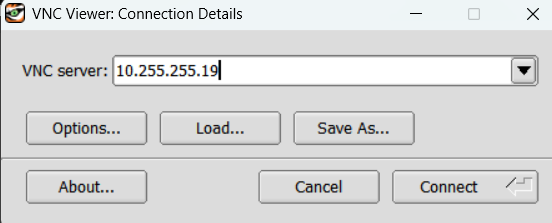 VNC Viewer: Connection Details
VNC server: 10.255.255.19
Options... Load... Save As...
About... Cancel Connect